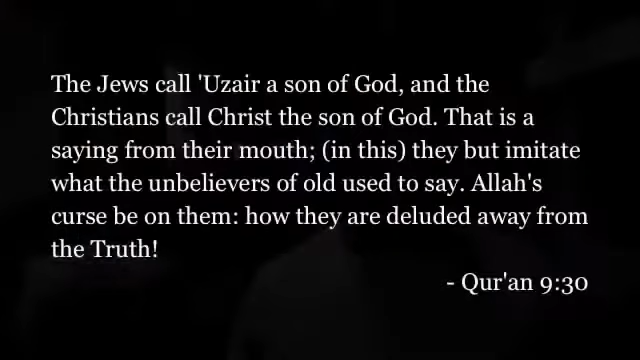 The Jews call 'Uzair a son of God, and the
Christians call Christ the son of God. That is a
saying from their mouth; (in this) they but imitate
what the unbelievers of old used to say. Allah's
curse be on them: how they are deluded away from
the Truth!
- Qur'an 9:30